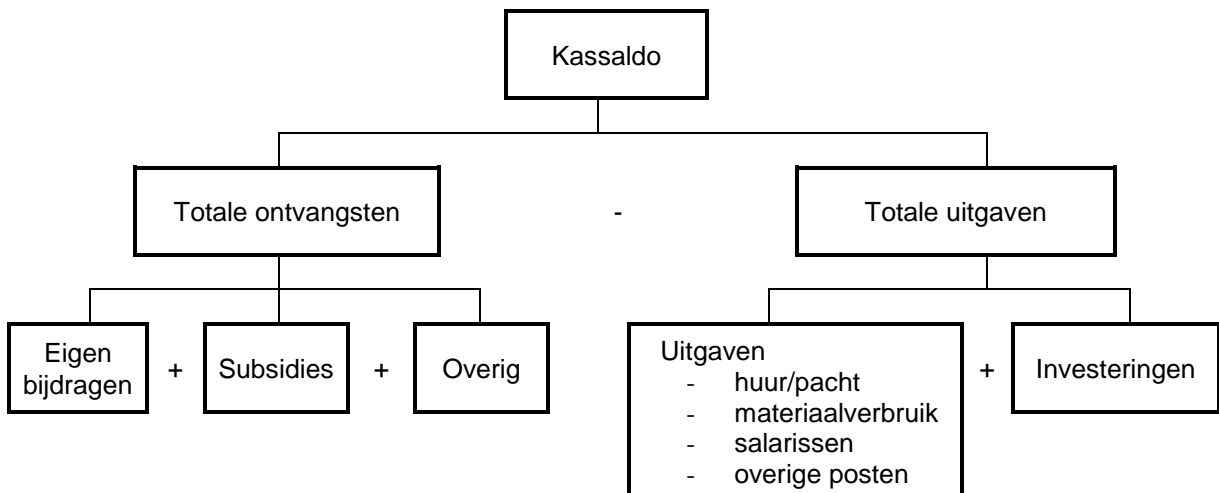 Kassaldo
Totale ontvangsten
-
Totale uitgaven
Eigen
bijdragen
+
Subsidies
+
Overig
Uitgaven
- huur/pacht
- materiaalverbruik
- salarissen
- overige posten
+
Investeringen